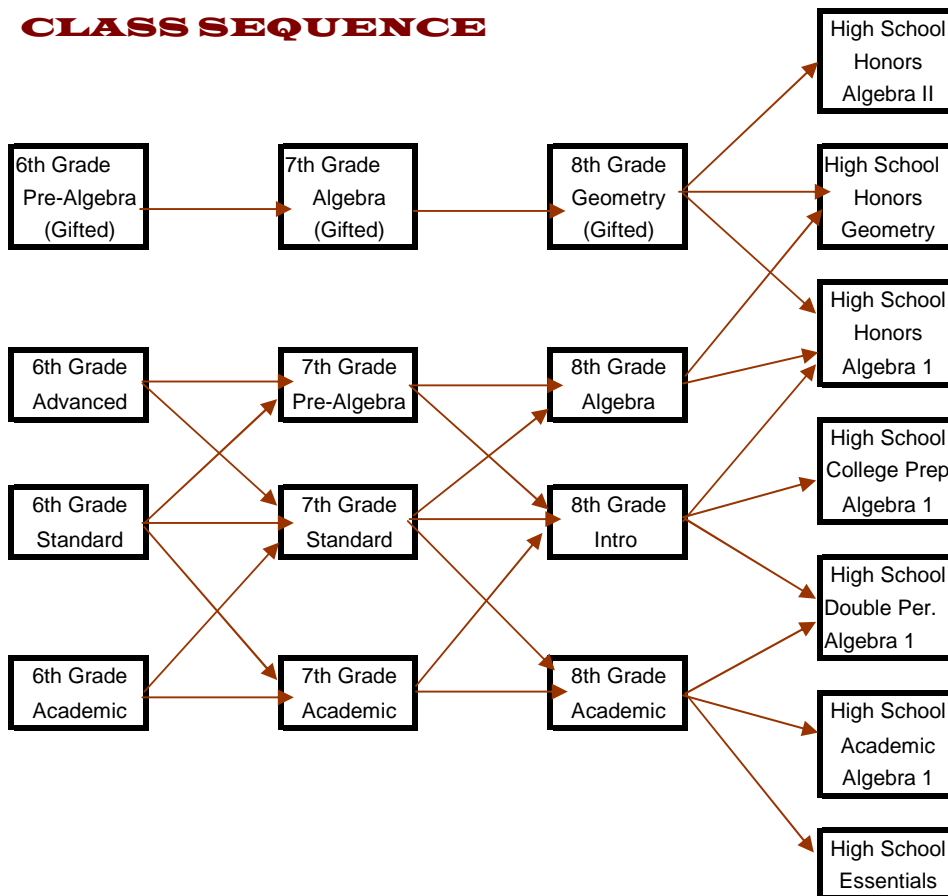 CLASS SEQUENCE
High School
Honors
Algebra II
6th Grade
Pre-Algebra
(Gifted)
7th Grade
Algebra
(Gifted)
8th Grade
Geometry
(Gifted)
High School
Honors
Geometry
High School
Honors
Algebra 1
6th Grade
Advanced
7th Grade
Pre-Algebra
8th Grade
Algebra
High School
College Prep
Algebra 1
6th Grade
Standard
7th Grade
Standard
8th Grade
Intro
High School
Double Per.
Algebra 1
6th Grade
Academic
7th Grade
Academic
8th Grade
Academic
High School
Academic
Algebra 1
High School
Essentials